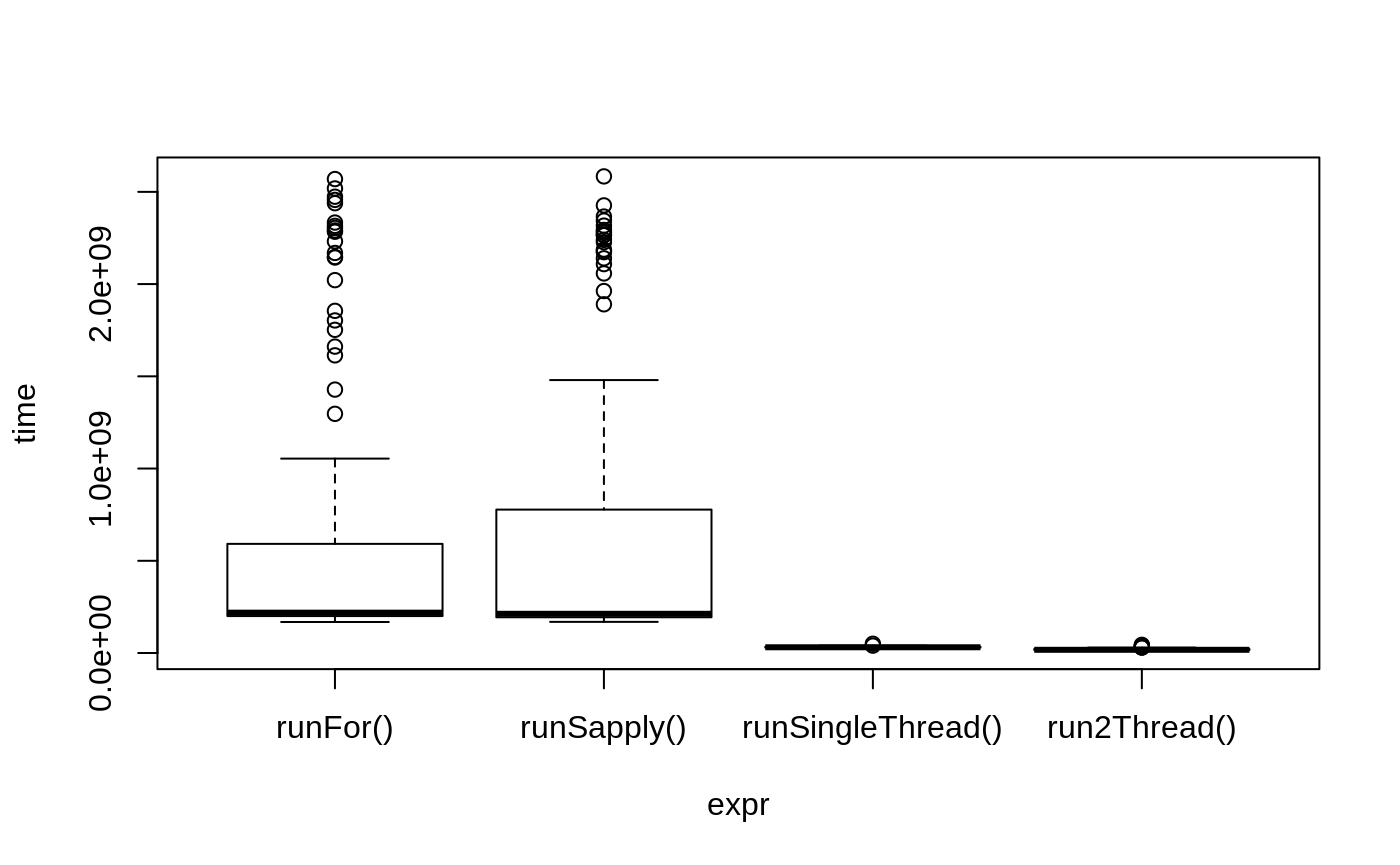 time
2.0e+09
1.0e+09
0.0e+00
runFor()
runSapply()
runSingleThread()
run2Thread()
expr